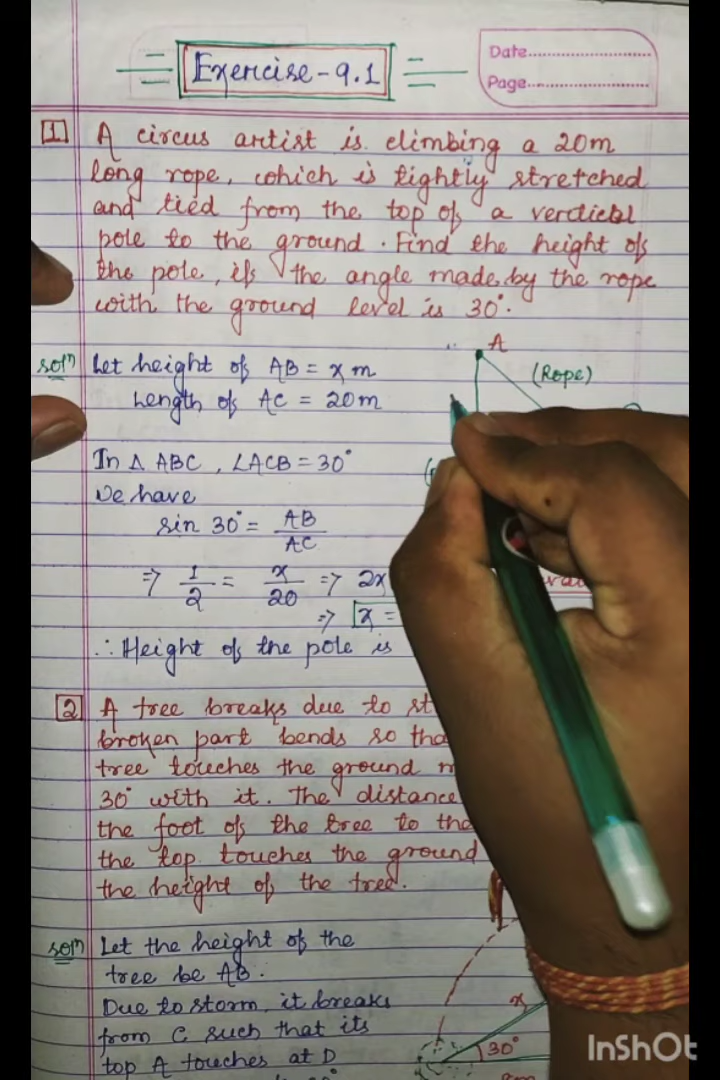 Exercise-9.1
Date
Page
1 A circus artist is climbing a 20m
long rope, which is tightly stretched
and tied from the top of a verticlel
pole to the ground. Find the height of
the pole, if the angle made by the rope
with the ground level is 30°.
soln Let height of AB = x m
Length of AC = 20m
In Δ ABC, ∠ACB = 30°
we have
sin 30° = AB/AC
⇒ 1/2 = x/20 ⇒ 2x
⇒ x =
∴ Height of the pole is
A
(Rope)
2 A tree breaks due to st
broken part bends so tha
tree touches the ground
30° with it. The distance
the foot of the tree to the
the top touches the ground
the height of the tree.
soln Let the height of the
tree be AB.
Due to storm, it breaks
from C such that its
top A touches at D
x
30°
InShOt